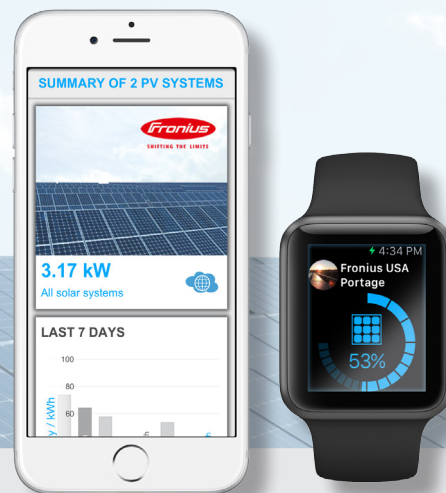 SUMMARY OF 2 PV SYSTEMS
Fronius
SHIFTING THE LIMITS
3.17 kW
All solar systems
LAST 7 DAYS
100
80
60
y / kWh
4:34 PM
Fronius USA
Portage
53%